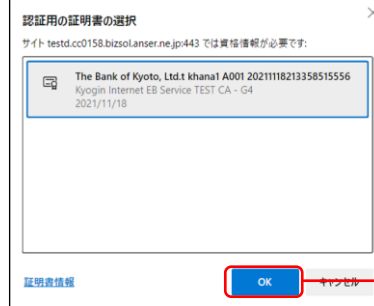 認証用の証明書の選択
サイト testd.cc0158.bizsol.anser.ne.jp:443 では資格情報が必要です:
The Bank of Kyoto, Ltd.t khana1 A001 20211118213358515556
Kyogin Internet EB Service TEST CA - G4
2021/11/18
証明書情報
OK
キャンセル